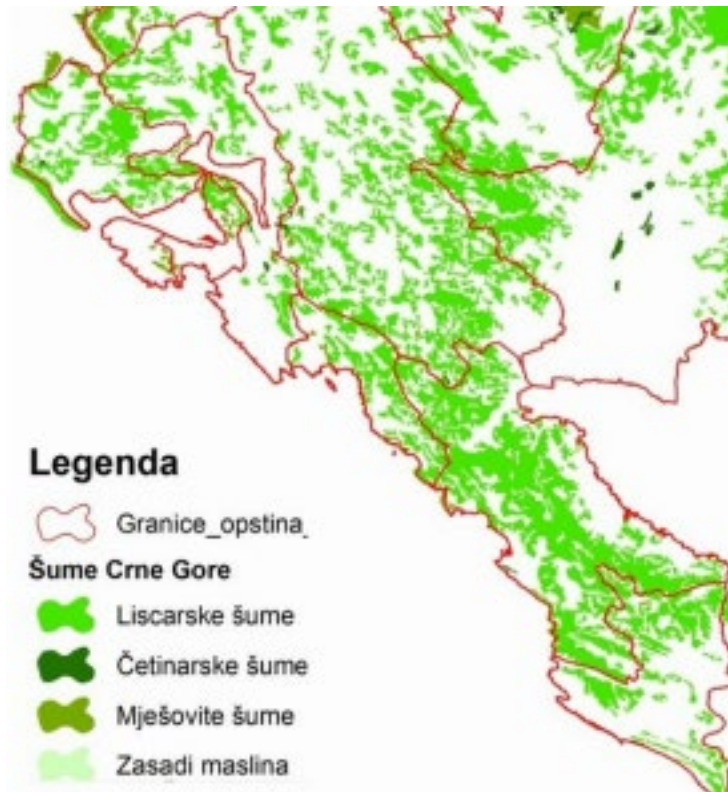 Legenda
Granice_opstina_
Šume Crne Gore
Liscarske šume
Četinarske šume
Mješovite šume
Zasadi maslina